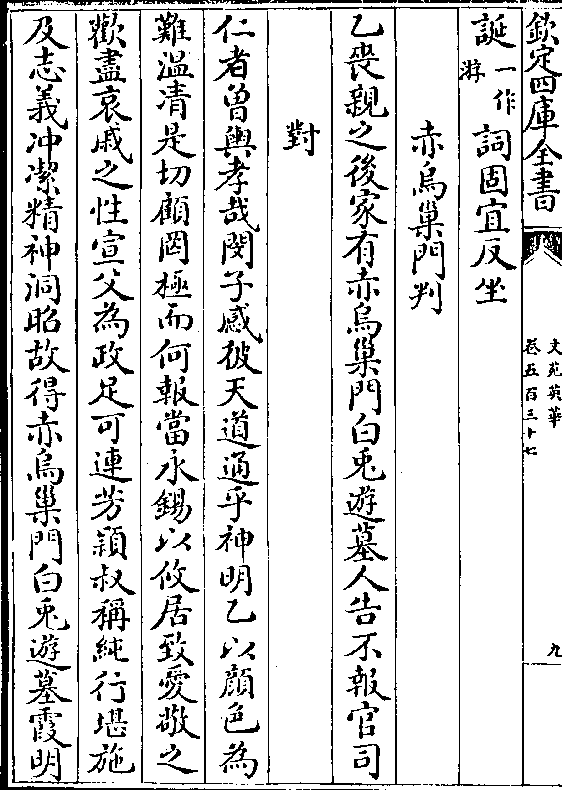 欽定四庫全書
文苑英華
卷五百三十七
九
誕一作游詞固宜反坐
赤烏巢門判
乙喪親之後家有赤烏巢門白兎遊墓人告不報官司
對
仁者曽輿孝哉閔子感彼天道通乎神明乙以顔色為
難溫凊是切顧罔極而何報當永錫以攸居致愛敬之
歡盡哀戚之性宣父為政足可連芳潁叔稱純行堪施
及志義冲潔精神洞昭故得赤烏巢門白兎遊墓霞明